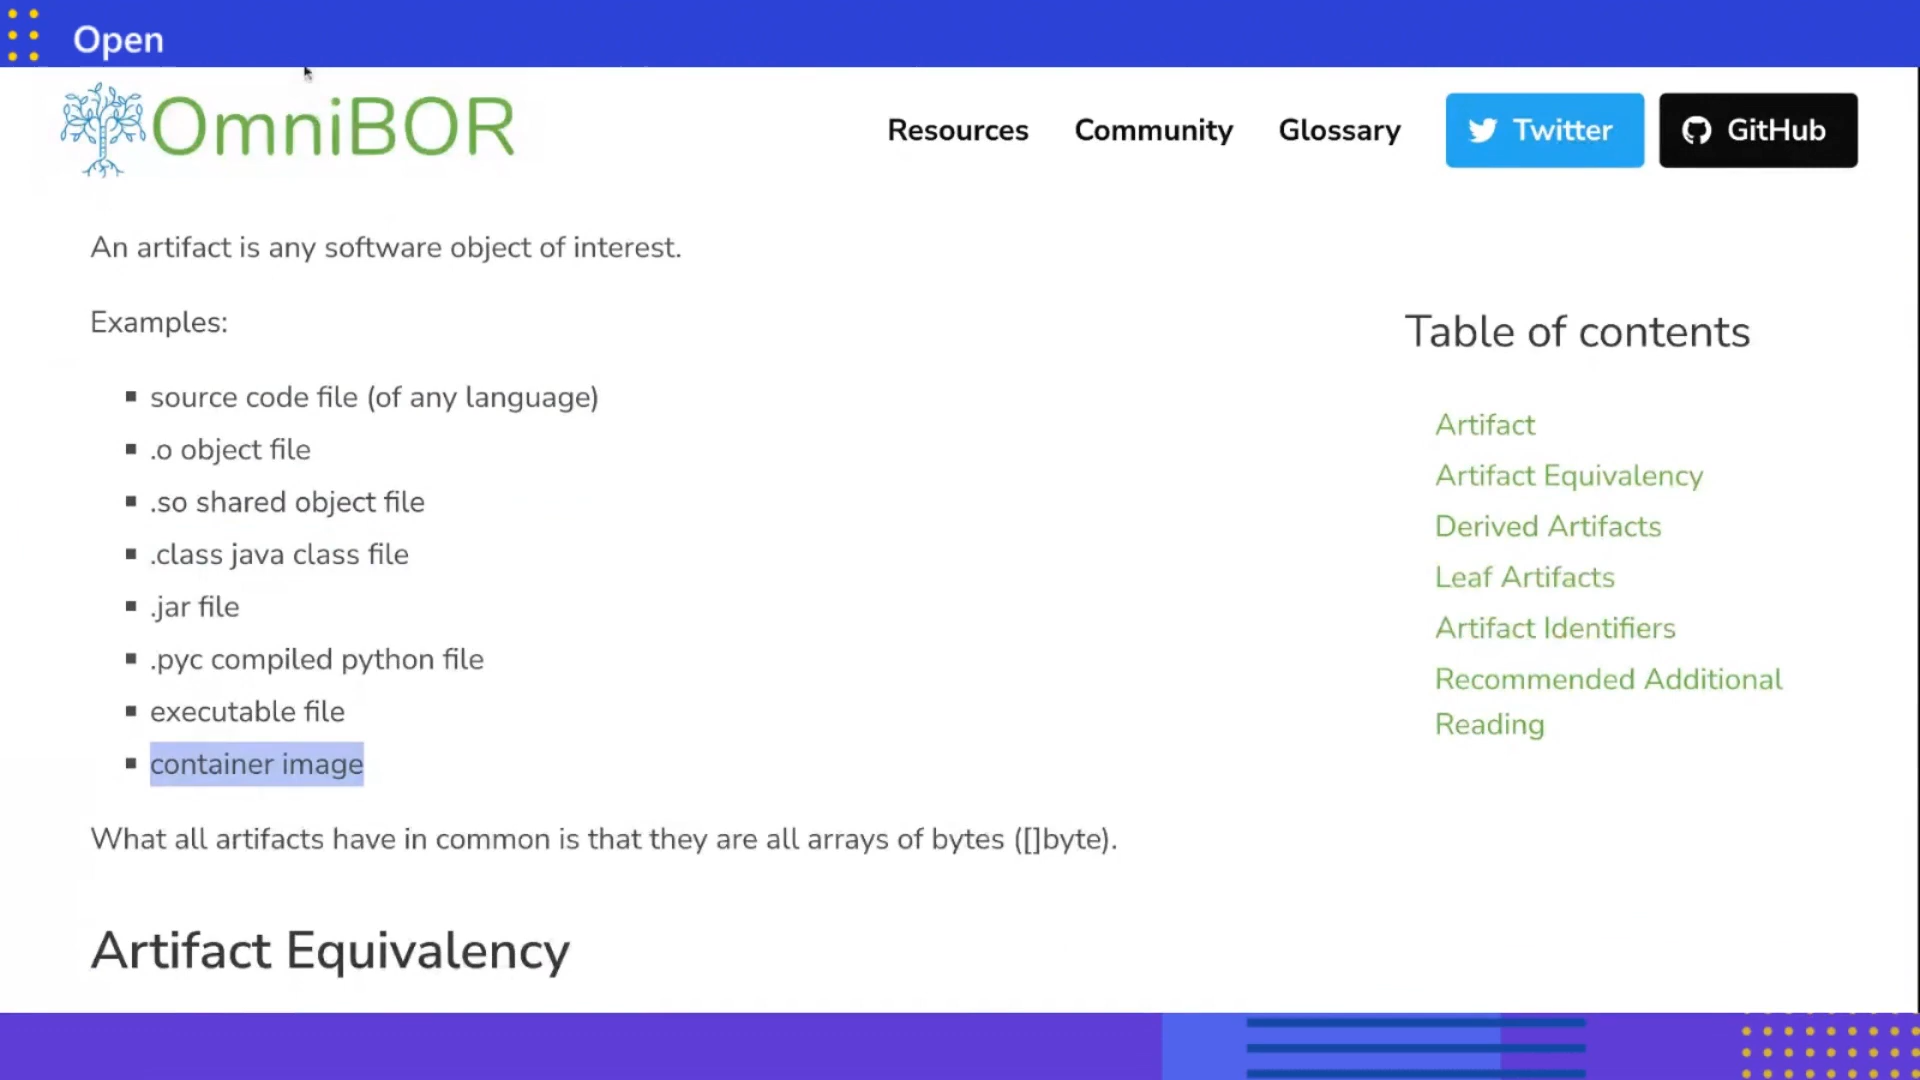 Open
OmniBOR
Resources Community Glossary Twitter GitHub
An artifact is any software object of interest.
Examples:
source code file (of any language)
.o object file
.so shared object file
.class java class file
.jar file
.pyc compiled python file
executable file
container image
What all artifacts have in common is that they are all arrays of bytes ([]byte).
Artifact Equivalency
Table of contents
Artifact
Artifact Equivalency
Derived Artifacts
Leaf Artifacts
Artifact Identifiers
Recommended Additional
Reading